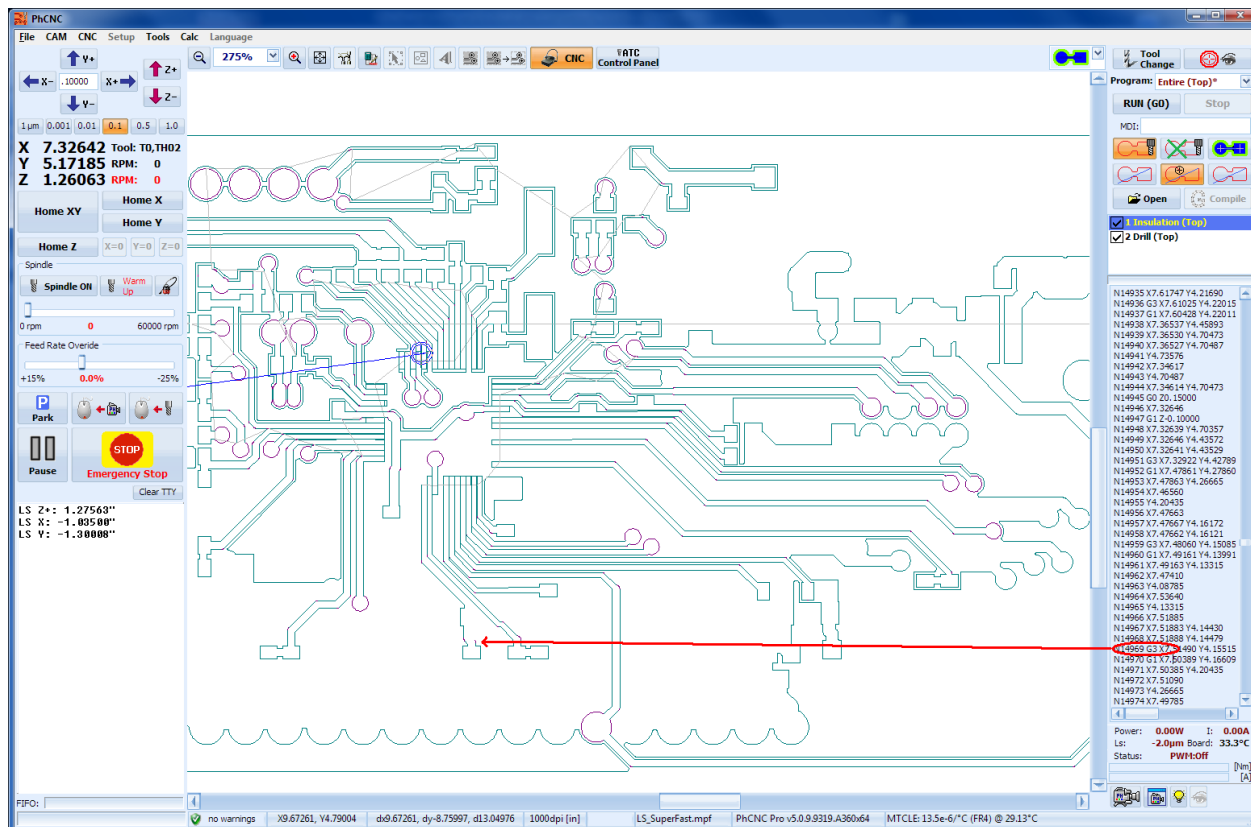 PhCNC
File CAM CNC Setup Tools Calc Language
Y+
X- .10000 X+
Y-
Z+
Z-
1µm 0.001 0.01 0.1 0.5 1.0
X 7.32642 Tool: T0,TH02
Y 5.17185 RPM: 0
Z 1.26063 RPM: 0
Home XY
Home X
Home Y
Home Z X=0 Y=0 Z=0
Spindle
Spindle ON Warm Up
0 rpm 0 60000 rpm
Feed Rate Overide
+15% 0.0% -25%
P
Park
Pause
STOP
Emergency Stop
Clear TTY
LS Z+: 1.27563"
LS X: -1.03500"
LS Y: -1.30008"
FIFO:
275%
CNC
ATC
Control Panel
Tool
Change
Program: Entire (Top)*
RUN (G0) Stop
MDI:
Open Compile
1 Insulation (Top)
2 Drill (Top)
N14935 X7.61747 Y4.21690
N14936 G3 X7.61025 Y4.22015
N14937 G1 X7.60428 Y4.22011
N14938 X7.36537 Y4.45893
N14939 X7.36530 Y4.70473
N14940 X7.36527 Y4.70487
N14941 Y4.73576
N14942 X7.34617
N14943 Y4.70487
N14944 X7.34614 Y4.70473
N14945 G0 Z0.15000
N14946 X7.32646
N14947 G1 Z-0.10000
N14948 X7.32639 Y4.70357
N14949 X7.32646 Y4.43572
N14950 X7.32641 Y4.43529
N14951 G3 X7.32922 Y4.42789
N14952 G1 X7.47861 Y4.27860
N14953 X7.47863 Y4.26665
N14954 X7.46560
N14955 Y4.20435
N14956 X7.47663
N14957 X7.47667 Y4.16172
N14958 X7.47662 Y4.16121
N14959 G3 X7.48060 Y4.15085
N14960 G1 X7.49161 Y4.13991
N14961 X7.49163 Y4.13315
N14962 X7.47410
N14963 Y4.08785
N14964 X7.53640
N14965 Y4.13315
N14966 X7.51885
N14967 X7.51883 Y4.14430
N14968 X7.51888 Y4.14479
N14969 G3 X7.51490 Y4.15515
N14970 G1 X7.50389 Y4.16609
N14971 X7.50385 Y4.20435
N14972 X7.51090
N14973 Y4.26665
N14974 X7.49785
Power: 0.00W I: 0.00A
Ls: -2.0µm Board: 33.3°C
Status: PWM:Off
[Nm]
[A]
no warnings X9.67261, Y4.79004 dx9.67261, dy-8.75997, d13.04976 1000dpi [in] LS_SuperFast.mpf PhCNC Pro v5.0.9.9319.A360x64 MTCLE: 13.5e-6/°C (FR4) @ 29.13°C